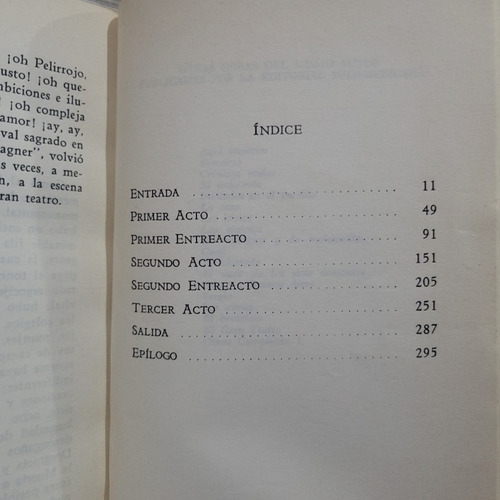 ¡oh Pelirrojo,
usto! ¡oh que-
mbiciones e ilu-
! ¡oh compleja
amor! ¡ay, ay,
val sagrado en
agner", volvió
s veces, a me-
n, a la escena
ran teatro.
ÍNDICE
ENTRADA 11
PRIMER ACTO 49
PRIMER ENTREACTO 91
SEGUNDO ACTO 151
SEGUNDO ENTREACTO 205
TERCER ACTO 251
SALIDA 287
EPÍLOGO 295